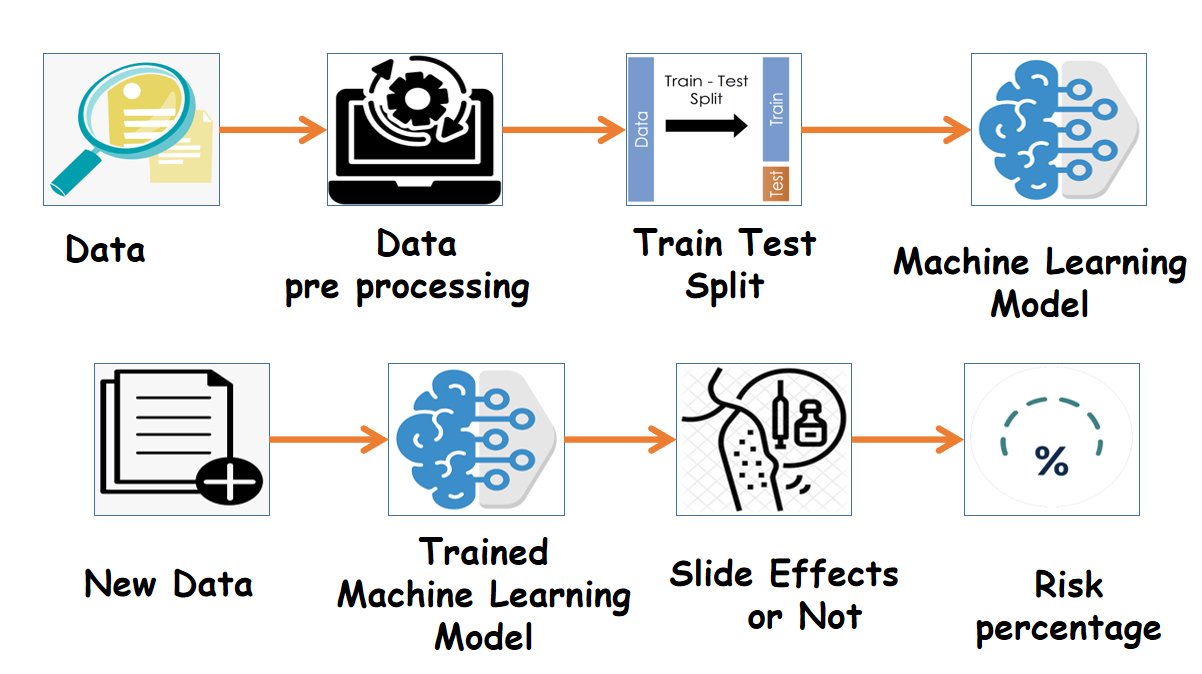 Data
Train - Test
Split
Train
Test
Data
Data
pre processing
Train Test
Split
Machine Learning
Model
%
New Data
Trained
Machine Learning
Model
Slide Effects
or Not
Risk
percentage